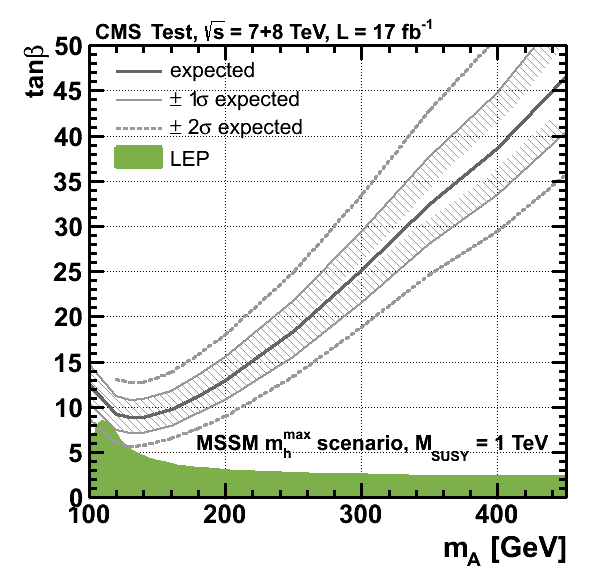 CMS Test, √s = 7+8 TeV, L = 17 fb⁻¹
tanβ
50
45
40
35
30
25
20
15
10
5
0
expected
± 1σ expected
± 2σ expected
LEP
MSSM m_h^max scenario, M_SUSY = 1 TeV
100 200 300 400
m_A [GeV]